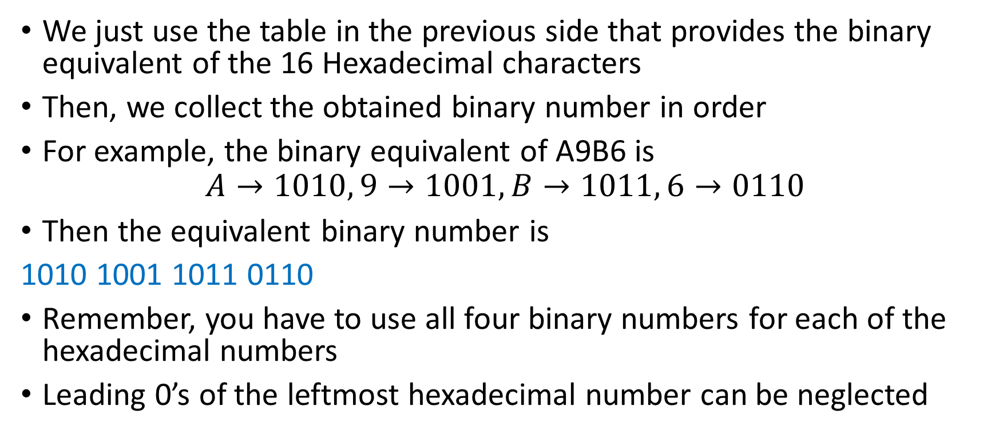 • We just use the table in the previous side that provides the binary
equivalent of the 16 Hexadecimal characters
• Then, we collect the obtained binary number in order
• For example, the binary equivalent of A9B6 is
A → 1010, 9 → 1001, B → 1011, 6 → 0110
• Then the equivalent binary number is
1010 1001 1011 0110
• Remember, you have to use all four binary numbers for each of the
hexadecimal numbers
• Leading 0’s of the leftmost hexadecimal number can be neglected